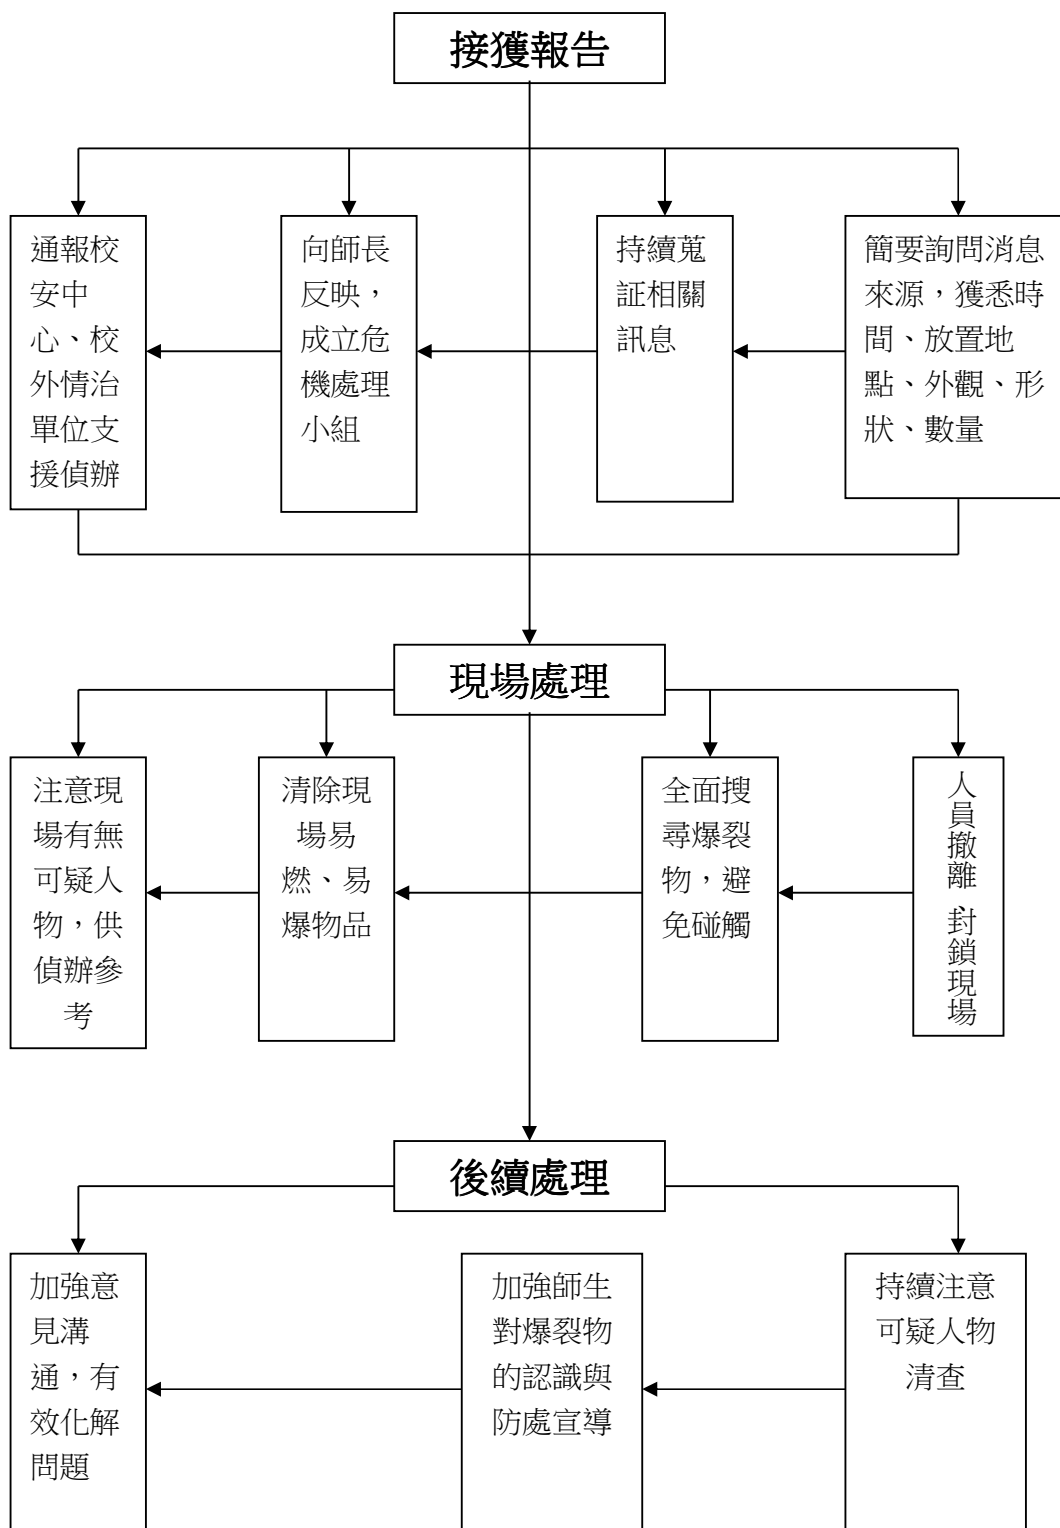 接獲報告
通報校
安中
心、校
外情治
單位支
援偵辦
向師長
反映，
成立危
機處理
小組
持續蒐
証相關
訊息
簡要詢問消息
來源，獲悉時
間、放置地
點、外觀、形
狀、數量
現場處理
注意現
場有無
可疑人
物，供
偵辦參
考
清除現
場易
燃、易
爆物品
全面搜
尋爆裂
物，避
免碰觸
人員撤離、封鎖現場
後續處理
加強意
見溝
通，有
效化解
問題
加強師生
對爆裂物
的認識與
防處宣導
持續注意
可疑人物
清查